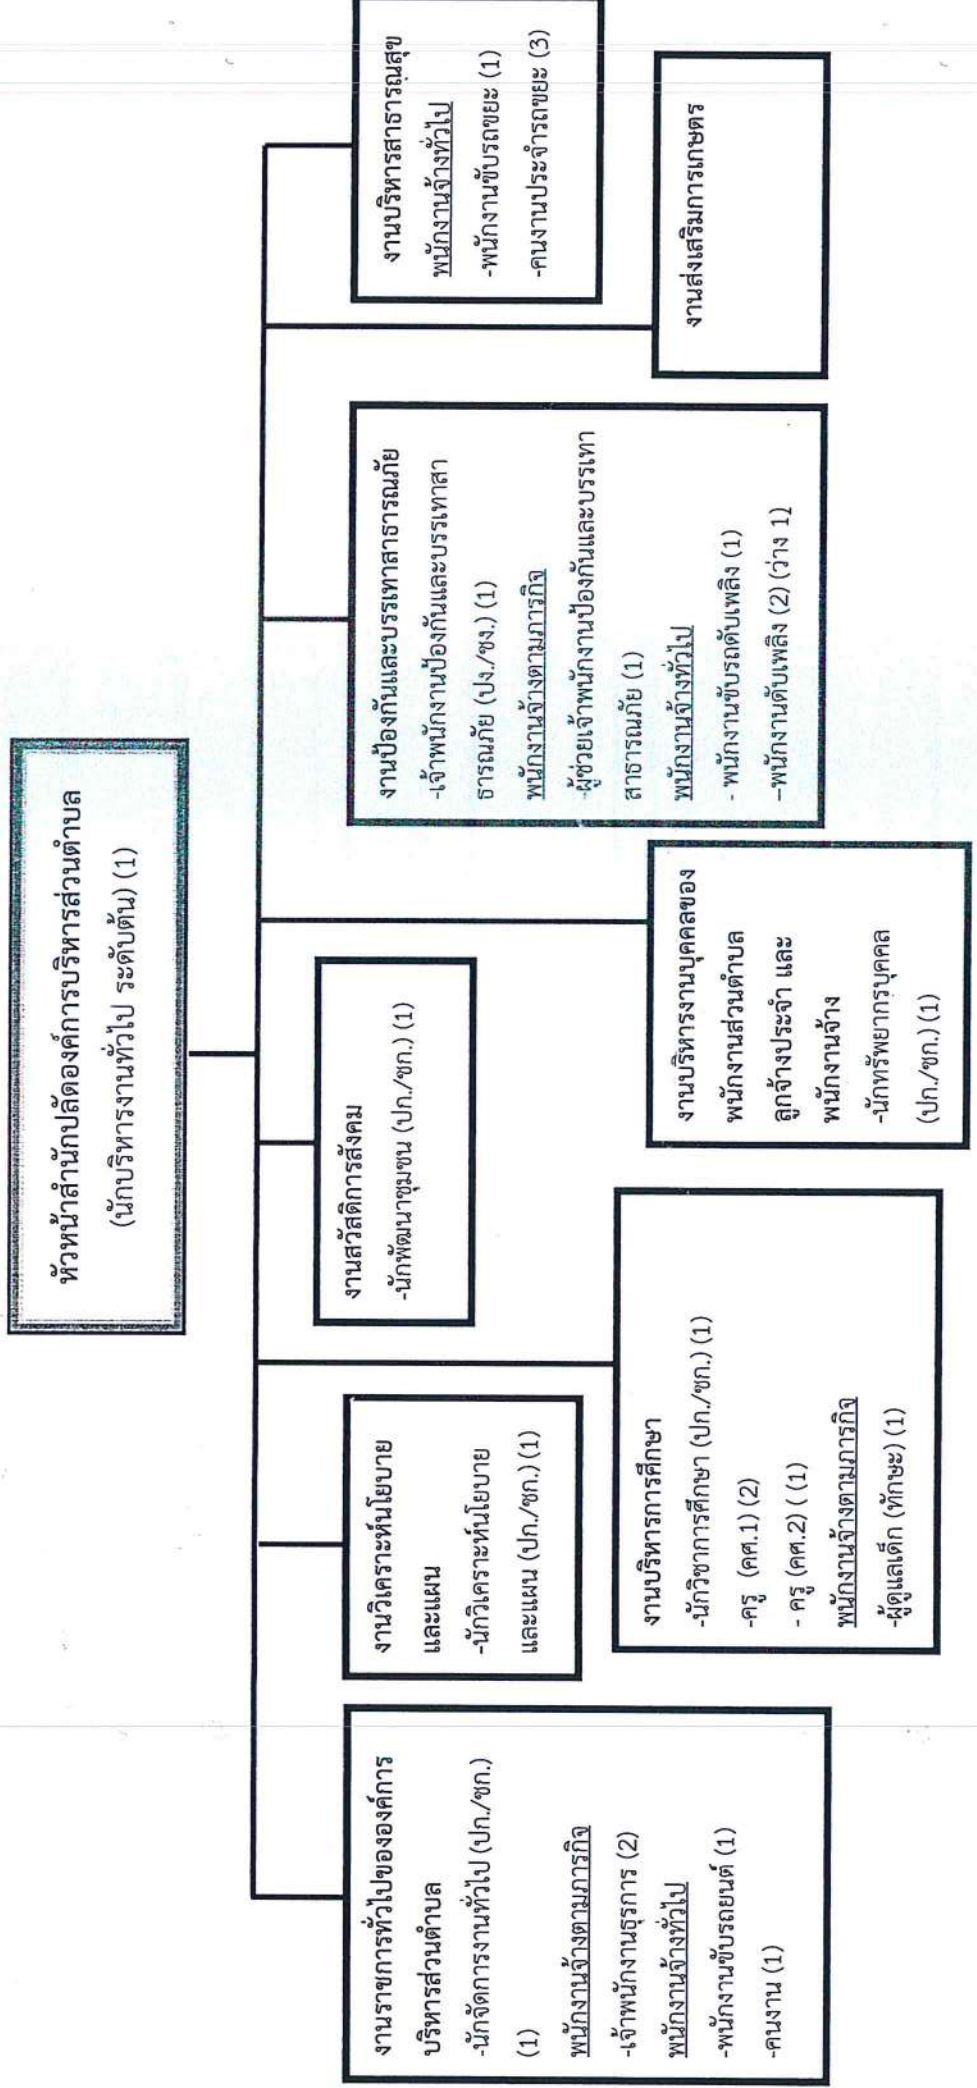 หัวหน้าสำนักปลัดองค์การบริหารส่วนตำบล
(นักบริหารงานทั่วไป ระดับต้น) (1)
งานราชการทั่วไปขององค์การ
บริหารส่วนตำบล
-นักจัดการงานทั่วไป (ปก./ชก.)
(1)
พนักงานจ้างตามภารกิจ
-เจ้าพนักงานธุรการ (2)
พนักงานจ้างทั่วไป
-พนักงานขับรถยนต์ (1)
-คนงาน (1)
งานวิเคราะห์นโยบาย
และแผน
-นักวิเคราะห์นโยบาย
และแผน (ปก./ชก.) (1)
งานบริหารการศึกษา
-นักวิชาการศึกษา (ปก./ชก.) (1)
-ครู (คศ.1) (2)
- ครู (คศ.2) ( (1)
พนักงานจ้างตามภารกิจ
-ผู้ดูแลเด็ก (ทักษะ) (1)
งานสวัสดิการสังคม
-นักพัฒนาชุมชน (ปก./ชก.) (1)
งานบริหารงานบุคคลของ
พนักงานส่วนตำบล
ลูกจ้างประจำ และ
พนักงานจ้าง
-นักทรัพยากรบุคคล
(ปก./ชก.) (1)
งานป้องกันและบรรเทาสาธารณภัย
-เจ้าพนักงานป้องกันและบรรเทาสา
ธารณภัย (ปง./ชง.) (1)
พนักงานจ้างตามภารกิจ
-ผู้ช่วยเจ้าพนักงานป้องกันและบรรเทา
สาธารณภัย (1)
พนักงานจ้างทั่วไป
- พนักงานขับรถดับเพลิง (1)
–พนักงานดับเพลิง (2) (ว่าง 1)
งานส่งเสริมการเกษตร
งานบริหารสาธารณสุข
พนักงานจ้างทั่วไป
-พนักงานขับรถขยะ (1)
-คนงานประจำรถขยะ (3)